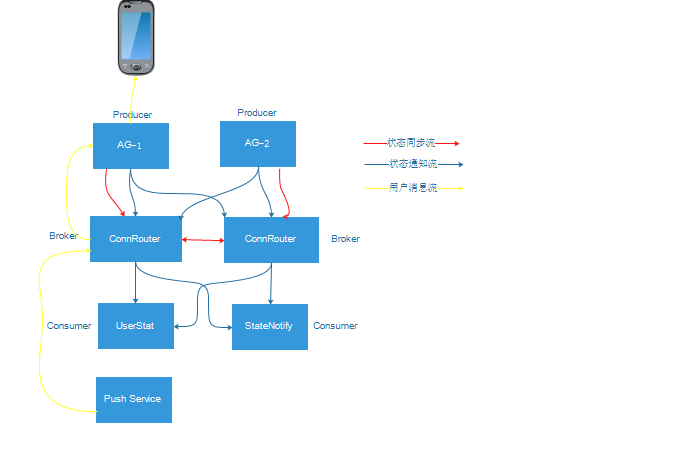 Producer
Producer
AG-1
AG-2
状态同步流
状态通知流
用户消息流
Broker
ConnRouter
ConnRouter
Broker
Consumer
UserStat
StateNotify
Consumer
Push Service